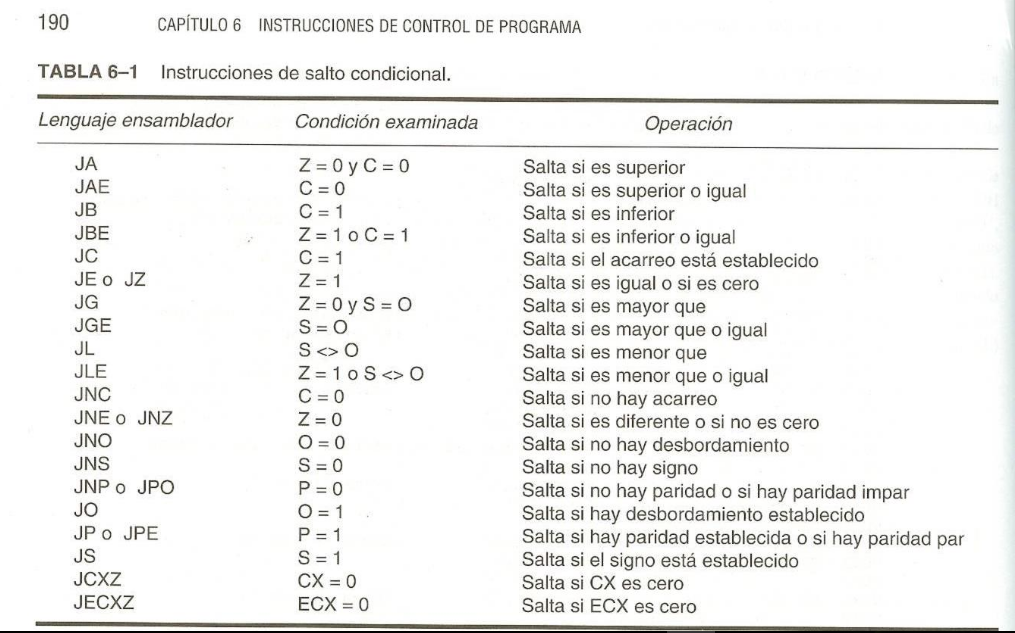 190 CAPÍTULO 6 INSTRUCCIONES DE CONTROL DE PROGRAMA
TABLA 6–1 Instrucciones de salto condicional.
Lenguaje ensamblador Condición examinada Operación
JA Z = 0 y C = 0 Salta si es superior
JAE C = 0 Salta si es superior o igual
JB C = 1 Salta si es inferior
JBE Z = 1 o C = 1 Salta si es inferior o igual
JC C = 1 Salta si el acarreo está establecido
JE o JZ Z = 1 Salta si es igual o si es cero
JG Z = 0 y S = O Salta si es mayor que
JGE S = O Salta si es mayor que o igual
JL S <> O Salta si es menor que
JLE Z = 1 o S <> O Salta si es menor que o igual
JNC C = 0 Salta si no hay acarreo
JNE o JNZ Z = 0 Salta si es diferente o si no es cero
JNO O = 0 Salta si no hay desbordamiento
JNS S = 0 Salta si no hay signo
JNP o JPO P = 0 Salta si no hay paridad o si hay paridad impar
JO O = 1 Salta si hay desbordamiento establecido
JP o JPE P = 1 Salta si hay paridad establecida o si hay paridad par
JS S = 1 Salta si el signo está establecido
JCXZ CX = 0 Salta si CX es cero
JECXZ ECX = 0 Salta si ECX es cero